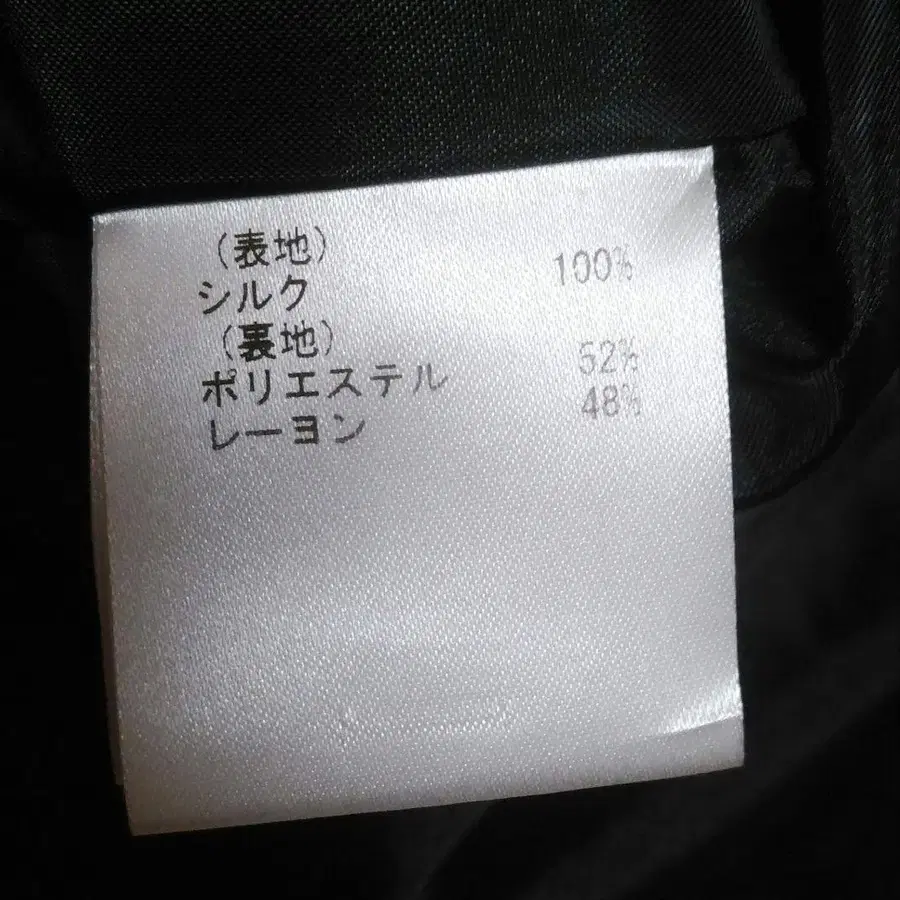 (表地)
シルク 100%
(裏地)
ポリエステル 52%
レーヨン 48%